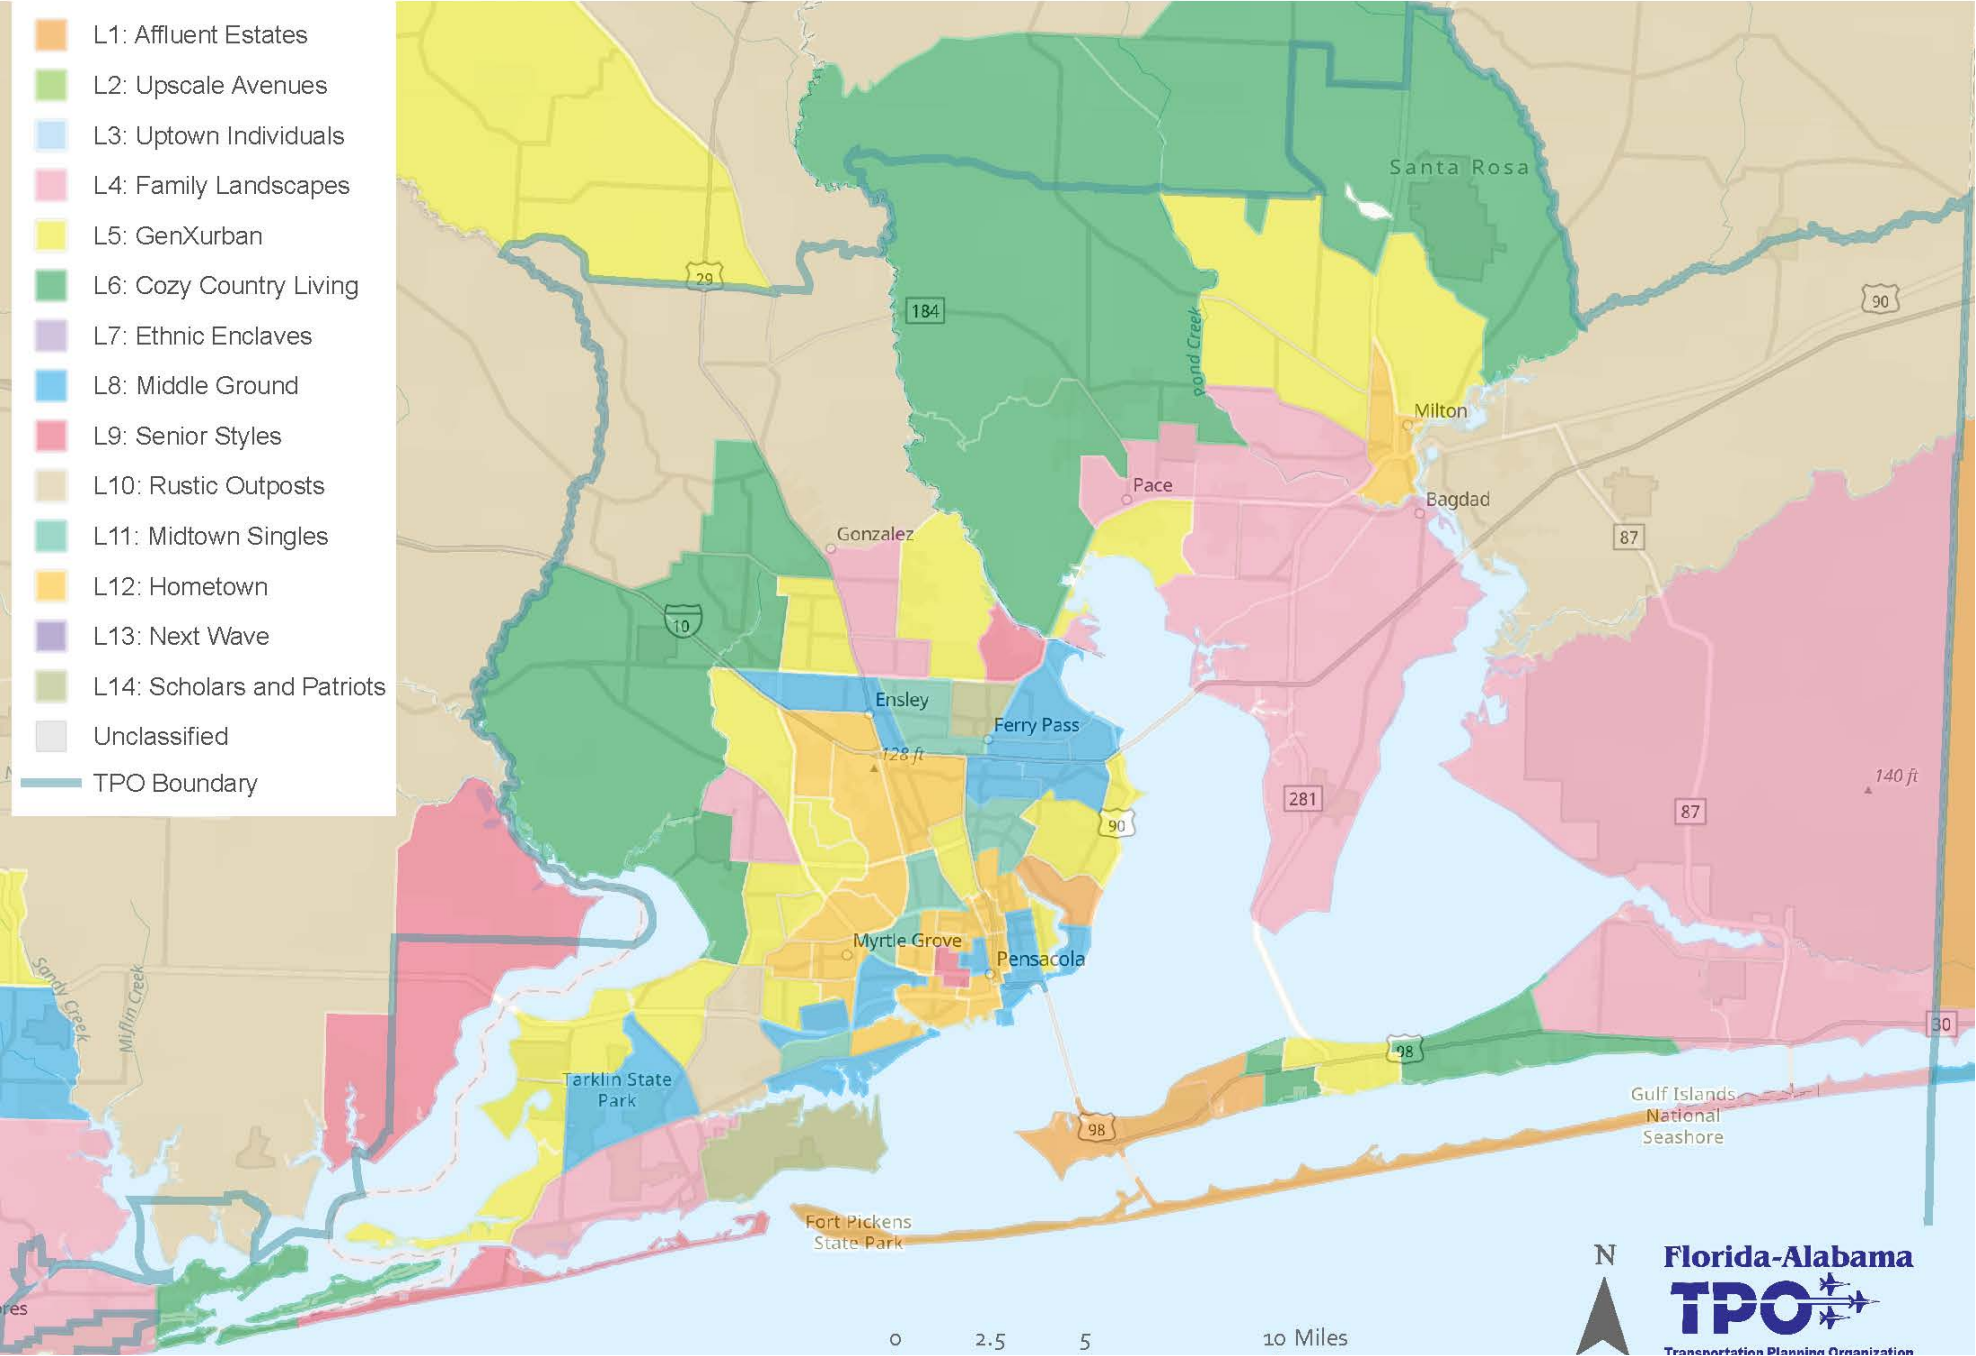 L1: Affluent Estates
L2: Upscale Avenues
L3: Uptown Individuals
L4: Family Landscapes
L5: GenXurban
L6: Cozy Country Living
L7: Ethnic Enclaves
L8: Middle Ground
L9: Senior Styles
L10: Rustic Outposts
L11: Midtown Singles
L12: Hometown
L13: Next Wave
L14: Scholars and Patriots
Unclassified
TPO Boundary
Santa Rosa
29
90
184
Pond Creek
Milton
Pace
Bagdad
Gonzalez
87
10
Ensley
Ferry Pass
128 ft
140 ft
281
87
90
Myrtle Grove
Pensacola
Sandy Creek
Miflin Creek
30
98
Tarklin State
Park
98
Gulf Islands
National
Seashore
Fort Pickens
State Park
res
N
Florida-Alabama
TPO
Transportation Planning Organization
0 2.5 5 10 Miles